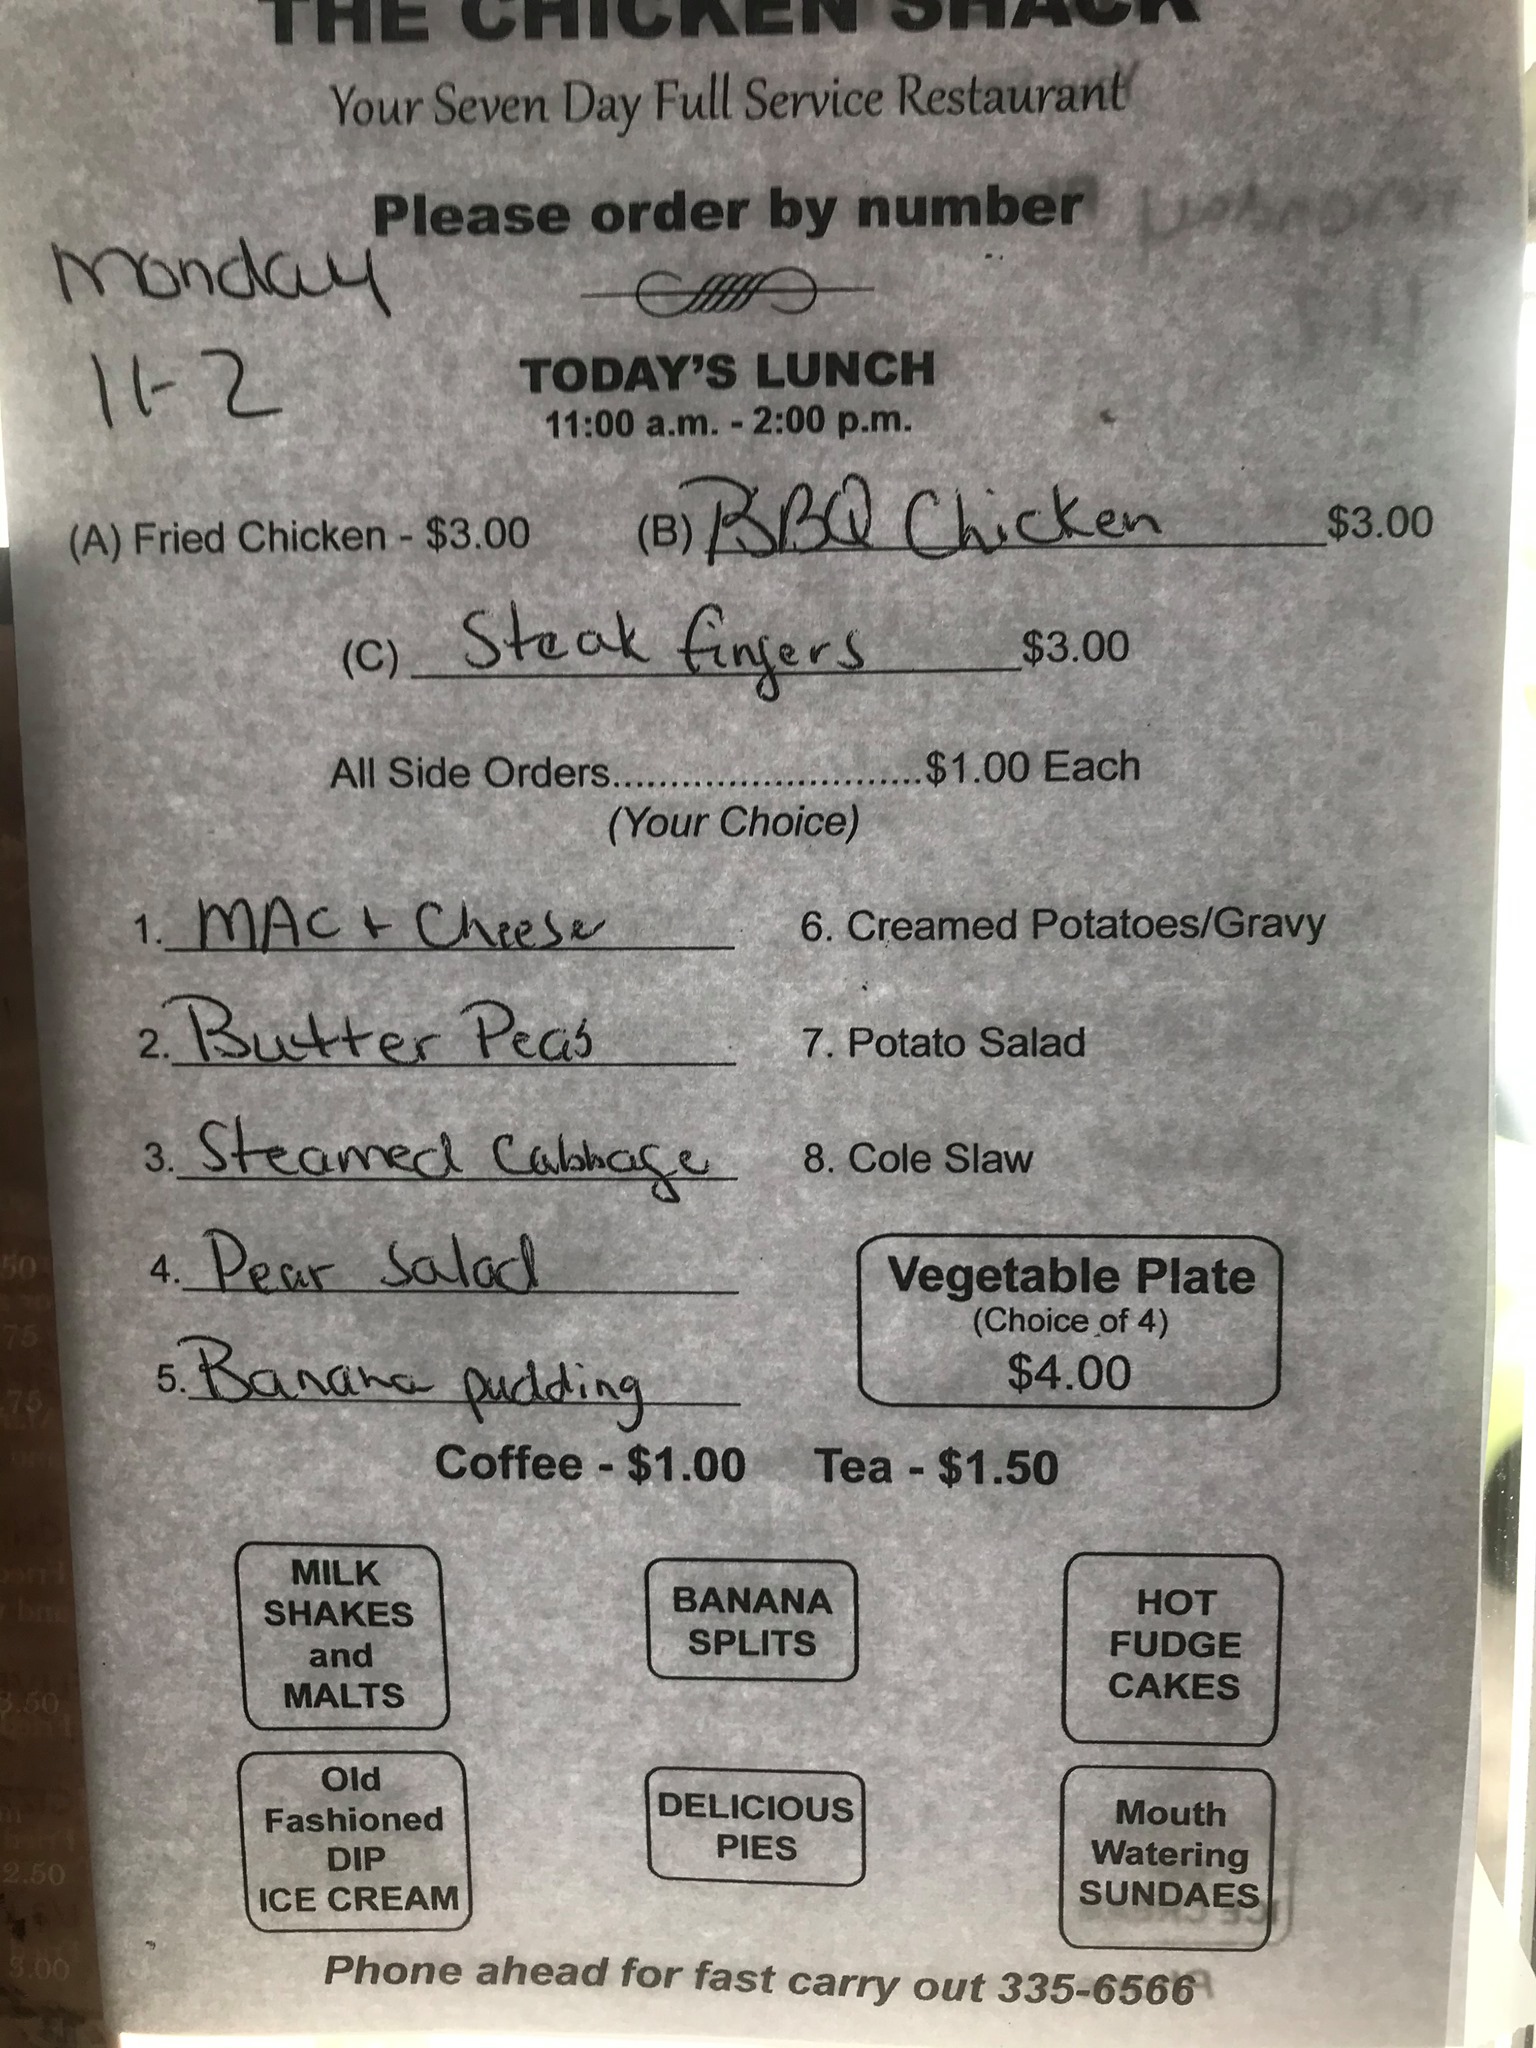 THE CHICKEN SHACK
Your Seven Day Full Service Restaurant
Please order by number
Monday
11-2
TODAY'S LUNCH
11:00 a.m. - 2:00 p.m.
(A) Fried Chicken - $3.00 (B) BBQ Chicken $3.00
(C) Steak fingers $3.00
All Side Orders..........................$1.00 Each
(Your Choice)
1. MAC + Cheese
2. Butter Peas
3. Steamed Cabbage
4. Pear Salad
5. Banana pudding
6. Creamed Potatoes/Gravy
7. Potato Salad
8. Cole Slaw
Vegetable Plate
(Choice of 4)
$4.00
Coffee - $1.00 Tea - $1.50
MILK
SHAKES
and
MALTS
BANANA
SPLITS
HOT
FUDGE
CAKES
Old
Fashioned
DIP
ICE CREAM
DELICIOUS
PIES
Mouth
Watering
SUNDAES
Phone ahead for fast carry out 335-6566